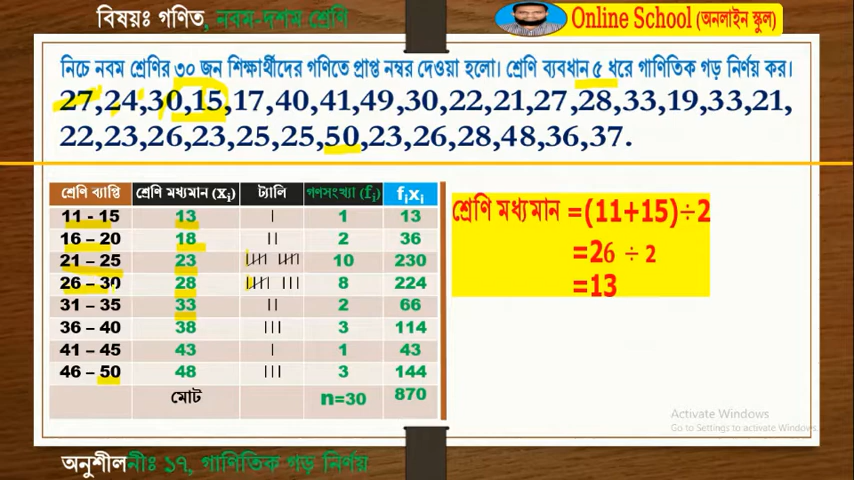 বিষয়ঃ গণিত, নবম-দশম শ্রেণি
Online School (অনলাইন স্কুল)
নিচে নবম শ্রেণির ৩০ জন শিক্ষার্থীদের গণিতে প্রাপ্ত নম্বর দেওয়া হলো। শ্রেণি ব্যবধান ৫ ধরে গাণিতিক গড় নির্ণয় কর।
27,24,30,15,17,40,41,49,30,22,21,27,28,33,19,33,21,
22,23,26,23,25,25,50,23,26,28,48,36,37.
শ্রেণি ব্যাপ্তি শ্রেণি মধ্যমান (xi) ট্যালি গণসংখ্যা (fi) fixi
11 - 15 13 | 1 13
16 – 20 18 || 2 36
21 – 25 23 |||| |||| 10 230
26 – 30 28 |||| ||| 8 224
31 – 35 33 || 2 66
36 – 40 38 ||| 3 114
41 – 45 43 | 1 43
46 – 50 48 ||| 3 144
মোট n=30 870
শ্রেণি মধ্যমান =(11+15)÷2
=26 ÷ 2
=13
Activate Windows
Go to Settings to activate Windows.
অনুশীলনীঃ ১৭, গাণিতিক গড় নির্ণয়